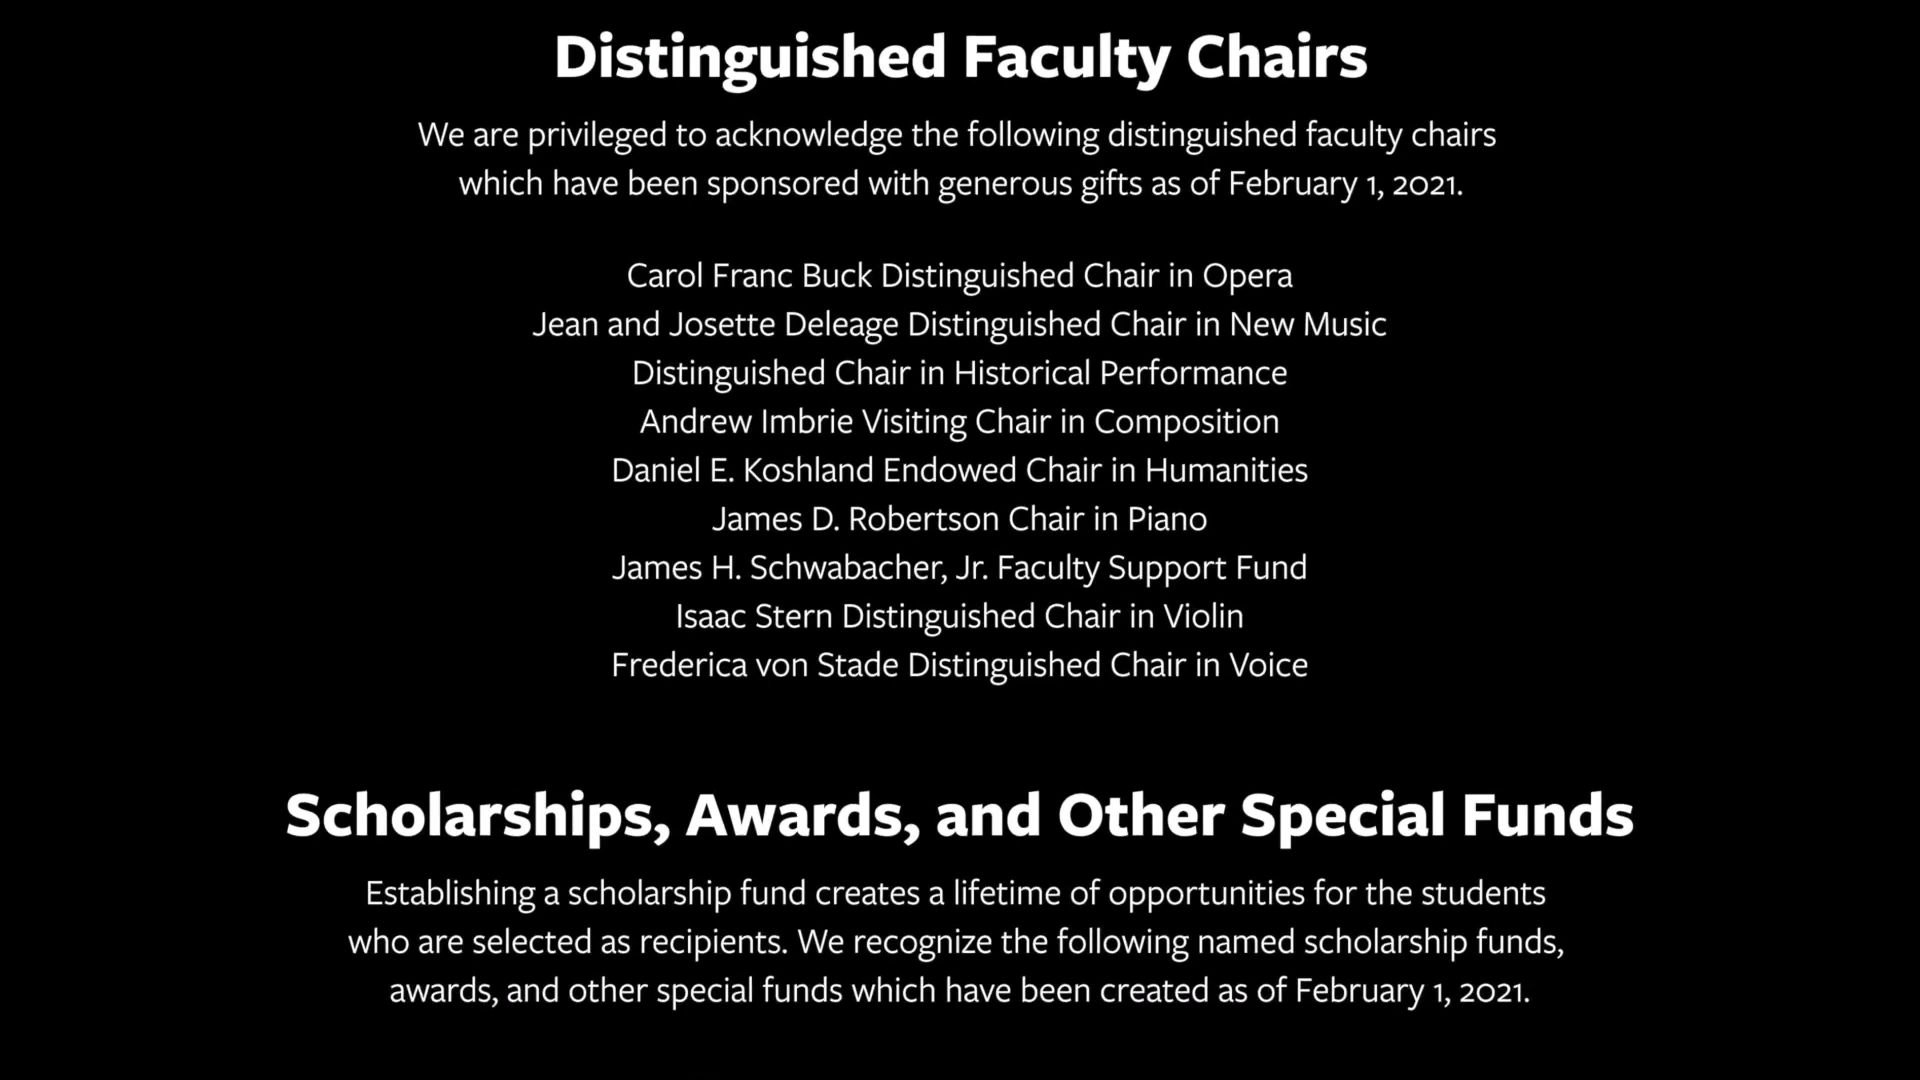 Distinguished Faculty Chairs
We are privileged to acknowledge the following distinguished faculty chairs
which have been sponsored with generous gifts as of February 1, 2021.
Carol Franc Buck Distinguished Chair in Opera
Jean and Josette Deleage Distinguished Chair in New Music
Distinguished Chair in Historical Performance
Andrew Imbrie Visiting Chair in Composition
Daniel E. Koshland Endowed Chair in Humanities
James D. Robertson Chair in Piano
James H. Schwabacher, Jr. Faculty Support Fund
Isaac Stern Distinguished Chair in Violin
Frederica von Stade Distinguished Chair in Voice
Scholarships, Awards, and Other Special Funds
Establishing a scholarship fund creates a lifetime of opportunities for the students
who are selected as recipients. We recognize the following named scholarship funds,
awards, and other special funds which have been created as of February 1, 2021.